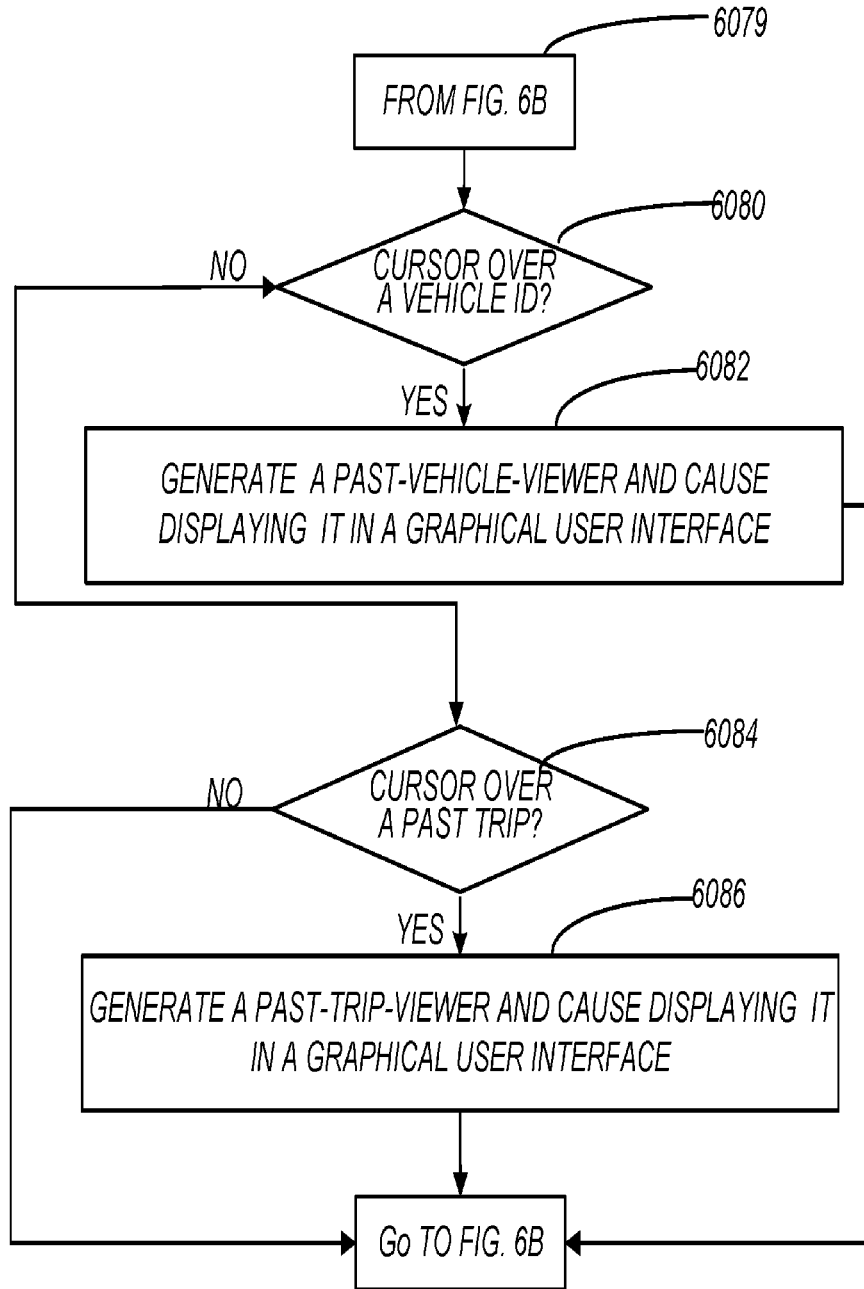 6079
FROM FIG. 6B
6080
NO
CURSOR OVER
A VEHICLE ID?
6082
YES
GENERATE A PAST-VEHICLE-VIEWER AND CAUSE
DISPLAYING IT IN A GRAPHICAL USER INTERFACE
6084
NO
CURSOR OVER
A PAST TRIP?
6086
YES
GENERATE A PAST-TRIP-VIEWER AND CAUSE DISPLAYING IT
IN A GRAPHICAL USER INTERFACE
Go TO FIG. 6B